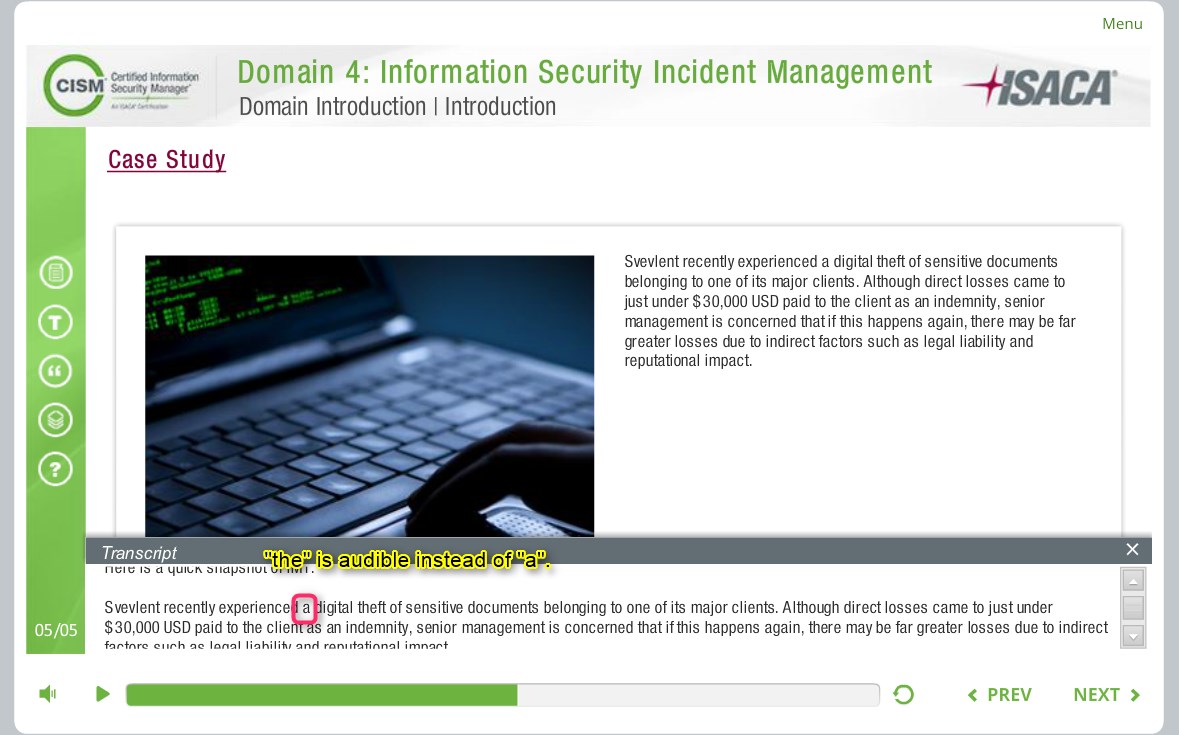 Menu
CISM
Certified Information
Security Manager
An ISACA Certification
Domain 4: Information Security Incident Management
Domain Introduction | Introduction
ISACA
Case Study
Svevlent recently experienced a digital theft of sensitive documents
belonging to one of its major clients. Although direct losses came to
just under $30,000 USD paid to the client as an indemnity, senior
management is concerned that if this happens again, there may be far
greater losses due to indirect factors such as legal liability and
reputational impact.
Transcript
"the" is audible instead of "a".
Here is a quick snapshot of IMT.
Svevlent recently experienced a digital theft of sensitive documents belonging to one of its major clients. Although direct losses came to just under
$30,000 USD paid to the client as an indemnity, senior management is concerned that if this happens again, there may be far greater losses due to indirect
factors such as legal liability and reputational impact.
05/05
PREV
NEXT